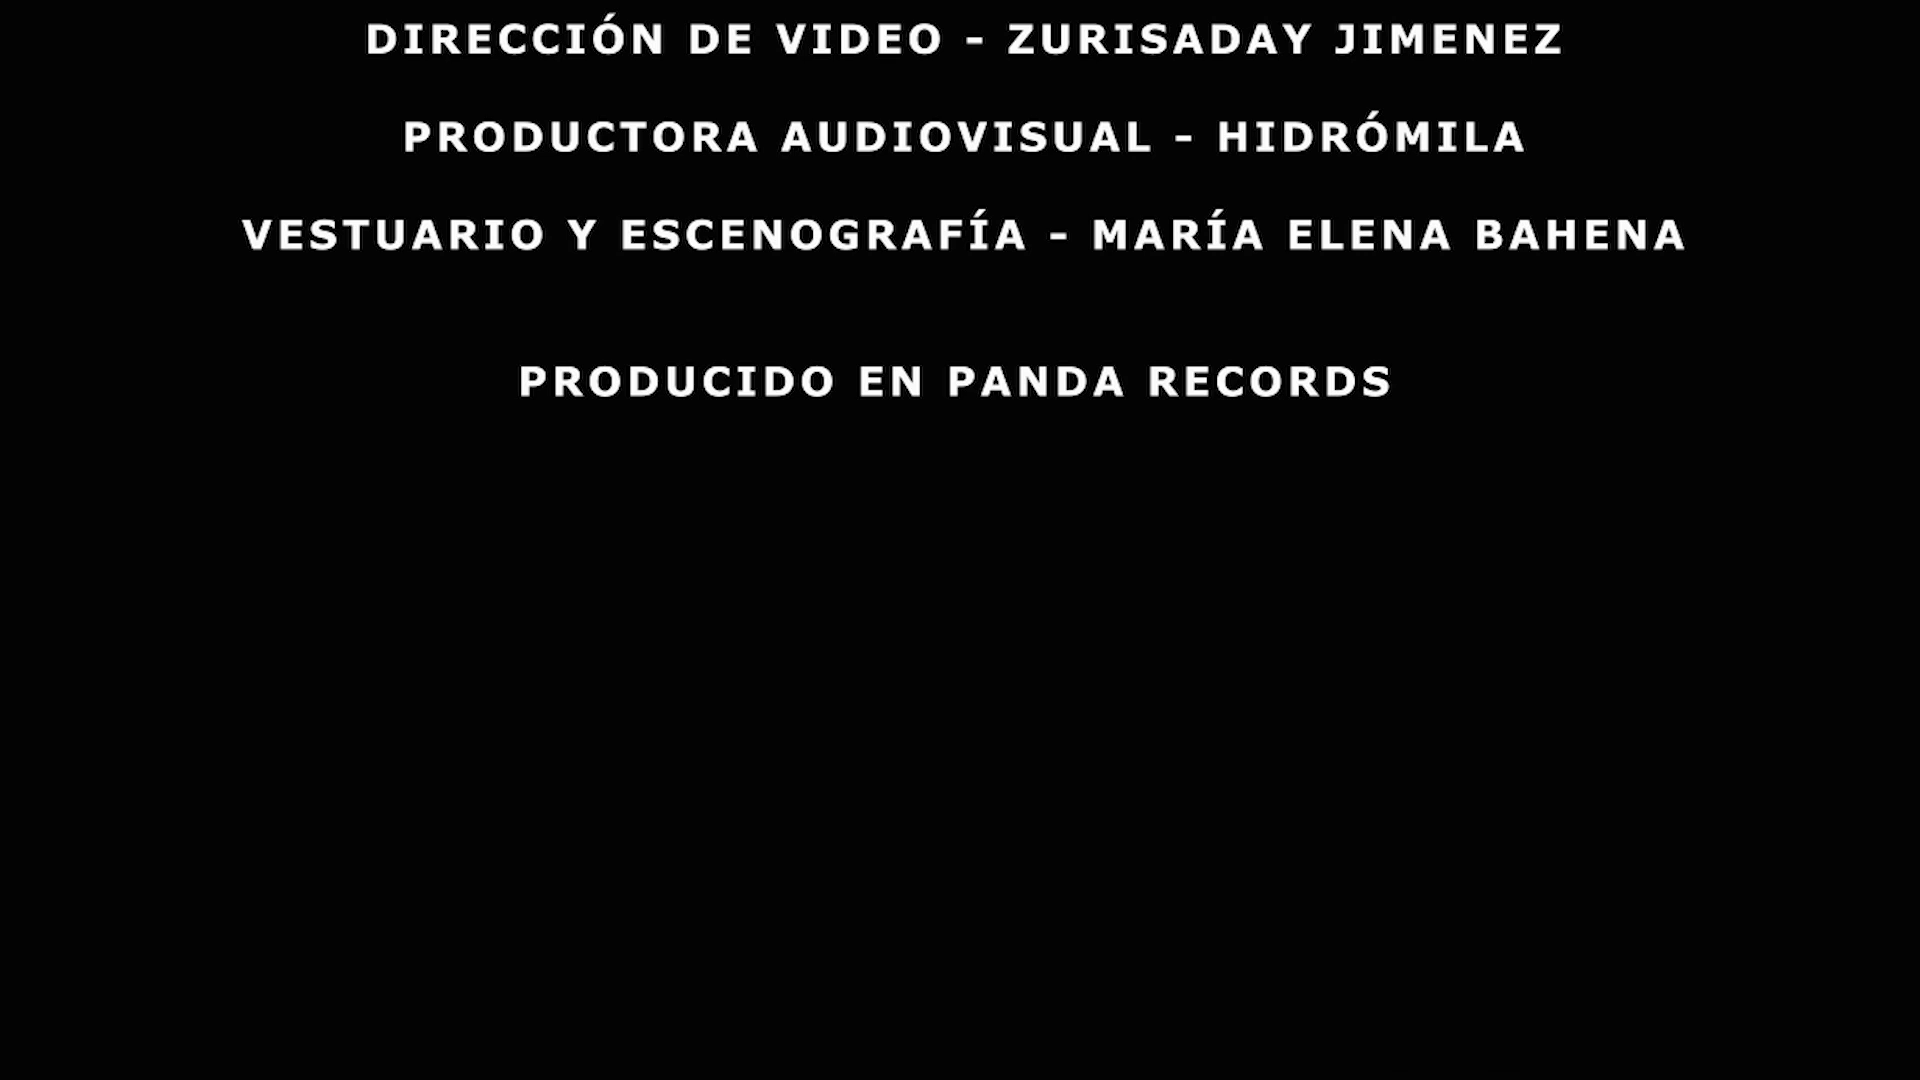 DIRECCIÓN DE VIDEO - ZURISADAY JIMENEZ
PRODUCTORA AUDIOVISUAL - HIDRÓMILA
VESTUARIO Y ESCENOGRAFÍA - MARÍA ELENA BAHENA
PRODUCIDO EN PANDA RECORDS